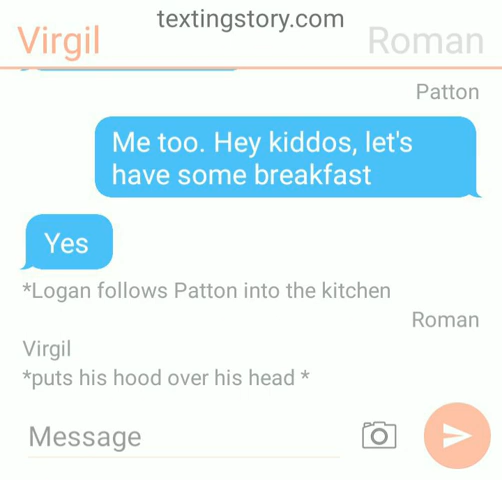 textingstory.com
Virgil
Roman
Patton
Me too. Hey kiddos, let's
have some breakfast
Yes
*Logan follows Patton into the kitchen
Roman
Virgil
*puts his hood over his head *
Message